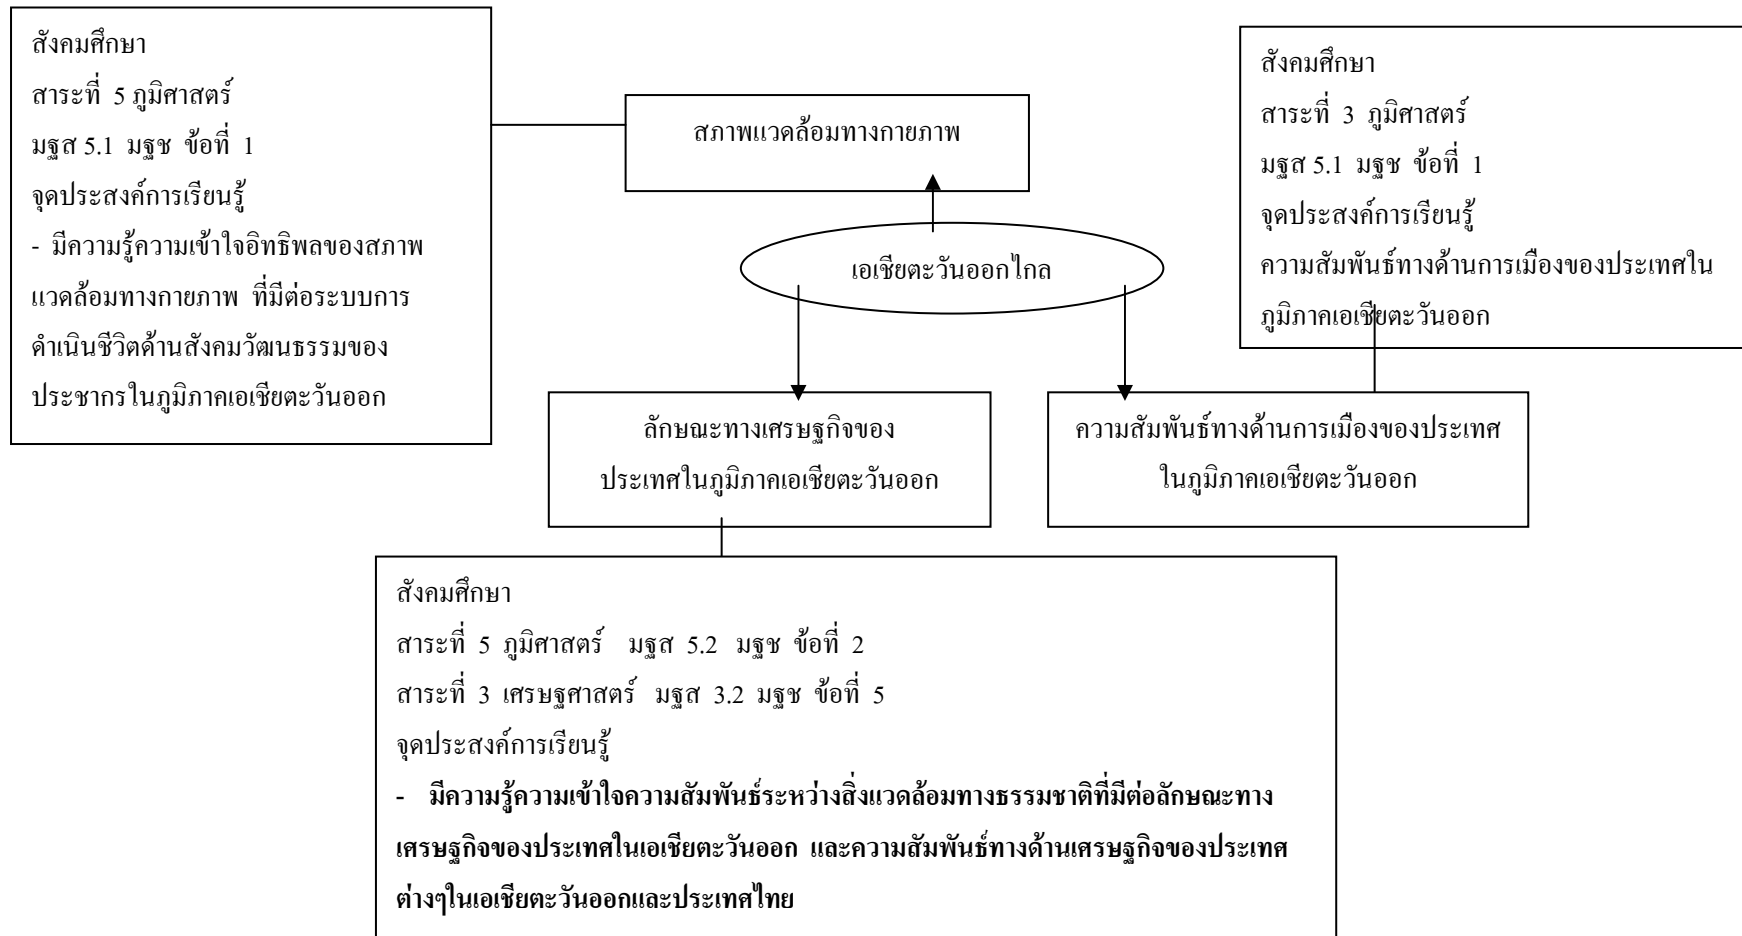 สังคมศึกษา
สาระที่ 5 ภูมิศาสตร์
มฐส 5.1 มฐช ข้อที่ 1
จุดประสงค์การเรียนรู้
- มีความรู้ความเข้าใจอิทธิพลของสภาพ
แวดล้อมทางกายภาพ ที่มีต่อระบบการ
ดำเนินชีวิตด้านสังคมวัฒนธรรมของ
ประชากรในภูมิภาคเอเชียตะวันออก
สภาพแวดล้อมทางกายภาพ
สังคมศึกษา
สาระที่ 3 ภูมิศาสตร์
มฐส 5.1 มฐช ข้อที่ 1
จุดประสงค์การเรียนรู้
ความสัมพันธ์ทางด้านการเมืองของประเทศใน
ภูมิภาคเอเชียตะวันออก
เอเชียตะวันออกไกล
ลักษณะทางเศรษฐกิจของ
ประเทศในภูมิภาคเอเชียตะวันออก
ความสัมพันธ์ทางด้านการเมืองของประเทศ
ในภูมิภาคเอเชียตะวันออก
สังคมศึกษา
สาระที่ 5 ภูมิศาสตร์ มฐส 5.2 มฐช ข้อที่ 2
สาระที่ 3 เศรษฐศาสตร์ มฐส 3.2 มฐช ข้อที่ 5
จุดประสงค์การเรียนรู้
- มีความรู้ความเข้าใจความสัมพันธ์ระหว่างสิ่งแวดล้อมทางธรรมชาติที่มีต่อลักษณะทาง
เศรษฐกิจของประเทศในเอเชียตะวันออก และความสัมพันธ์ทางด้านเศรษฐกิจของประเทศ
ต่างๆในเอเชียตะวันออกและประเทศไทย